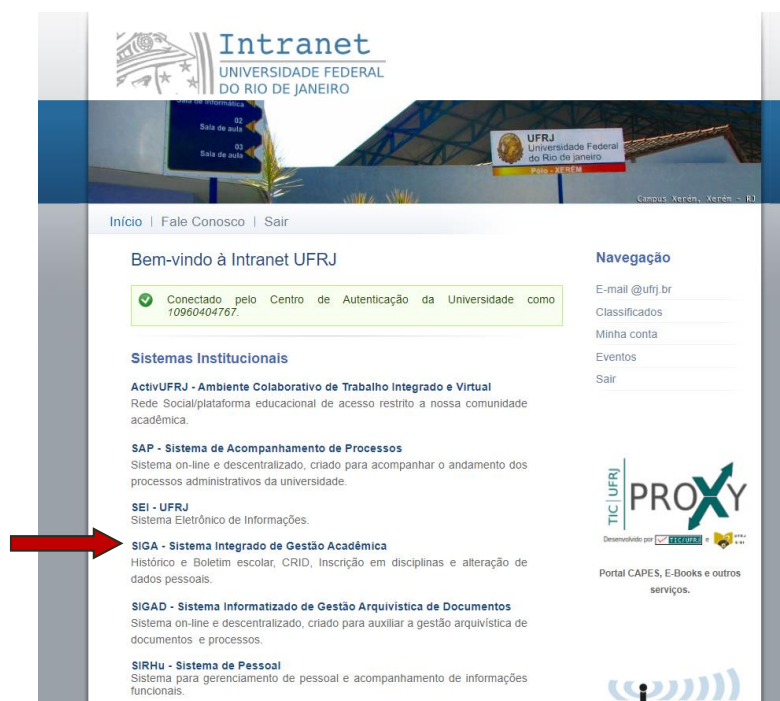 Intranet
UNIVERSIDADE FEDERAL
DO RIO DE JANEIRO
Sala de Informática
02
Sala de aula
03
Sala de aula
UFRJ
Universidade Federal
do Rio de janeiro
Polo - XERÉM
Campus Xerém, Xerém - RJ
Início | Fale Conosco | Sair
Bem-vindo à Intranet UFRJ
Conectado pelo Centro de Autenticação da Universidade como
10960404767.
Sistemas Institucionais
ActivUFRJ - Ambiente Colaborativo de Trabalho Integrado e Virtual
Rede Social/plataforma educacional de acesso restrito a nossa comunidade
acadêmica.
SAP - Sistema de Acompanhamento de Processos
Sistema on-line e descentralizado, criado para acompanhar o andamento dos
processos administrativos da universidade.
SEI - UFRJ
Sistema Eletrônico de Informações.
SIGA - Sistema Integrado de Gestão Acadêmica
Histórico e Boletim escolar, CRID, Inscrição em disciplinas e alteração de
dados pessoais.
SIGAD - Sistema Informatizado de Gestão Arquivística de Documentos
Sistema on-line e descentralizado, criado para auxiliar a gestão arquivística de
documentos e processos.
SIRHu - Sistema de Pessoal
Sistema para gerenciamento de pessoal e acompanhamento de informações
funcionais.
Navegação
E-mail @ufrj.br
Classificados
Minha conta
Eventos
Sair
TIC | UFRJ
PROXY
Desenvolvido por TIC/UFRJ e
Portal CAPES, E-Books e outros
serviços.